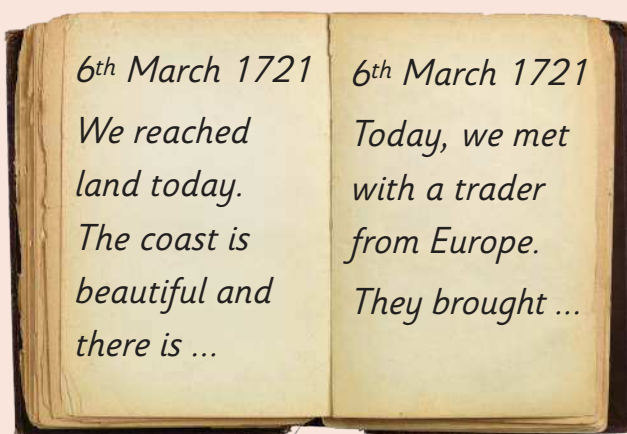 6th March 1721
We reached
land today.
The coast is
beautiful and
there is ...
6th March 1721
Today, we met
with a trader
from Europe.
They brought ...